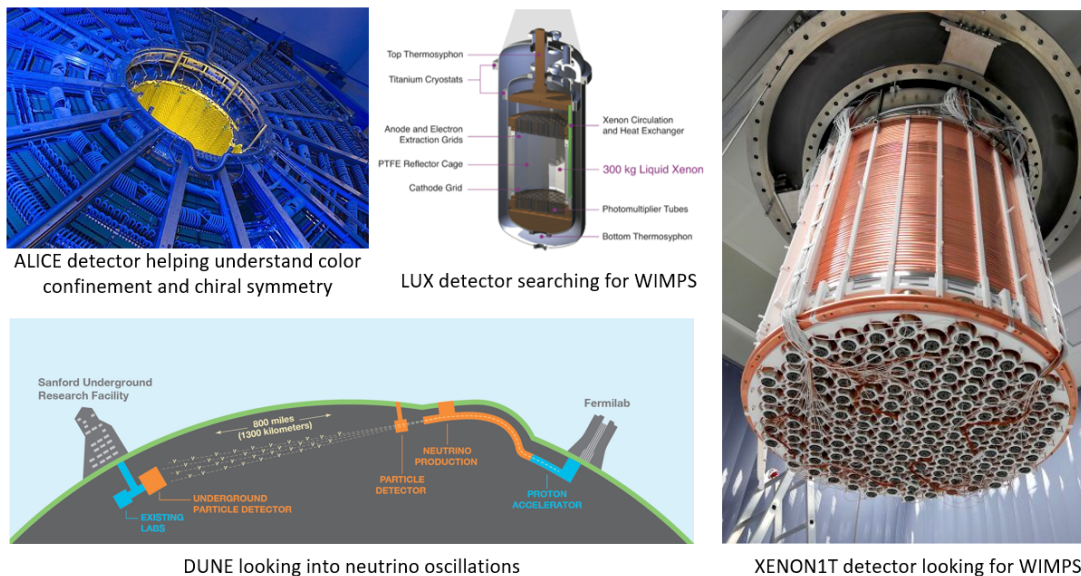 ALICE detector helping understand color
confinement and chiral symmetry
Top Thermosyphon
Titanium Cryostats
Anode and Electron
Extraction Grids
PTFE Reflector Cage
Cathode Grid
Xenon Circulation
and Heat Exchanger
300 kg Liquid Xenon
Photomultiplier Tubes
Bottom Thermosyphon
LUX detector searching for WIMPS
Sanford Underground
Research Facility
800 miles
(1300 kilometers)
Fermilab
NEUTRINO
PRODUCTION
PARTICLE
DETECTOR
PROTON
ACCELERATOR
UNDERGROUND
PARTICLE DETECTOR
EXISTING
LABS
DUNE looking into neutrino oscillations
XENON1T detector looking for WIMPS